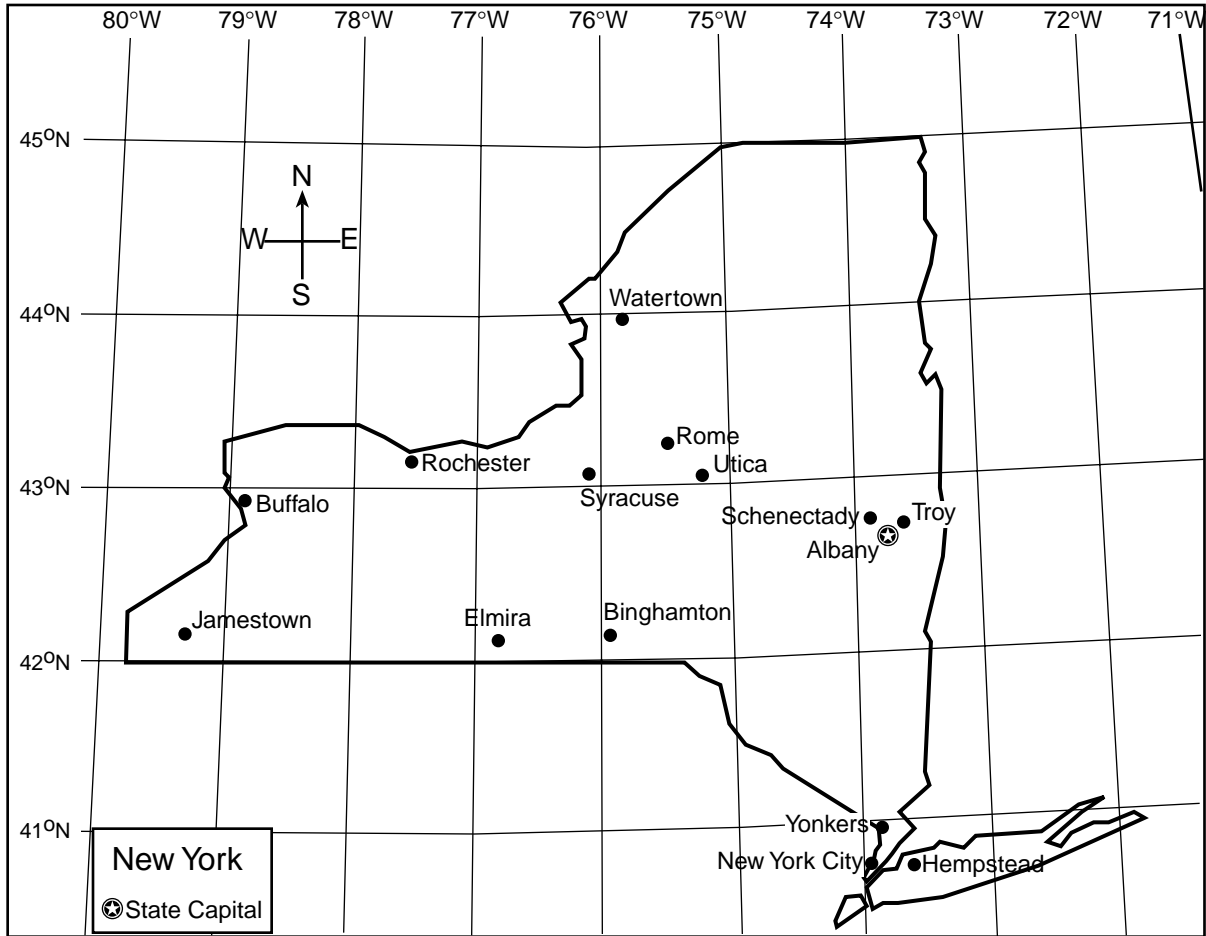 80°W 79°W 78°W 77°W 76°W 75°W 74°W 73°W 72°W 71°W
45°N
N
W E
S
44°N
Watertown
Rome
Rochester
Utica
43°N
Syracuse
Buffalo
Schenectady
Troy
Albany
Jamestown
Elmira
Binghamton
42°N
41°N
Yonkers
New York
New York City
Hempstead
State Capital